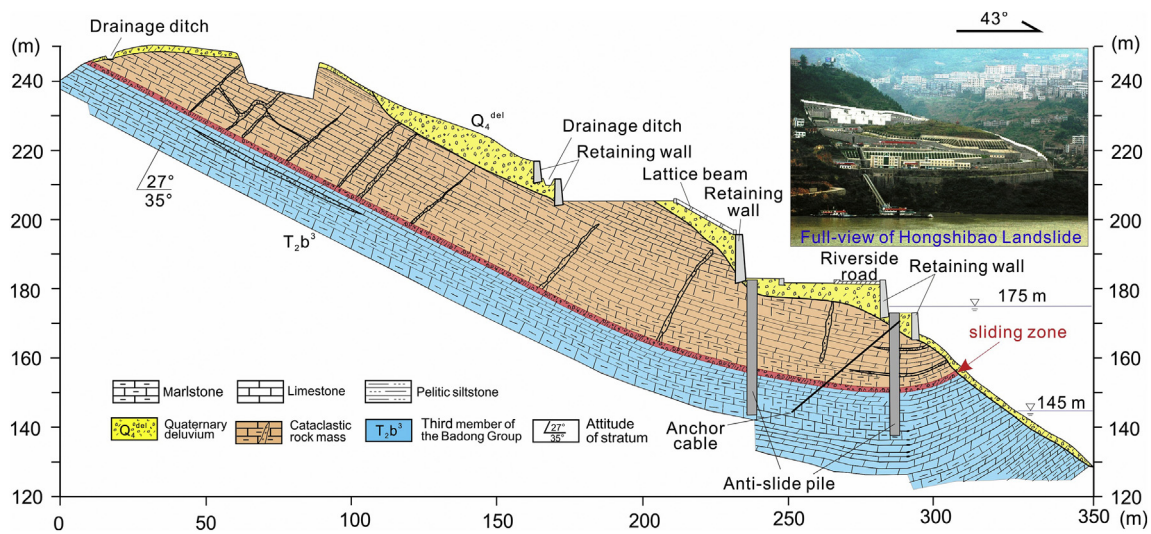 43°
Drainage ditch
(m)
(m)
240
240
220
220
200
200
180
180
160
160
140
140
120
120
Q₄ᵈᵉˡ
Drainage ditch
Retaining wall
Lattice beam
Retaining
wall
Full-view of Hongshibao Landslide
27°
35°
T₂b³
Riverside
road
Retaining wall
175 m
sliding zone
145 m
Marlstone
Limestone
Pelitic siltstone
Q₄ᵈᵉˡ
Quaternary
deluvium
Cataclastic
rock mass
T₂b³
Third member of
the Badong Group
27°
35°
Attitude
of stratum
Anchor
cable
Anti-slide pile
0
50
100
150
200
250
300
350
(m)